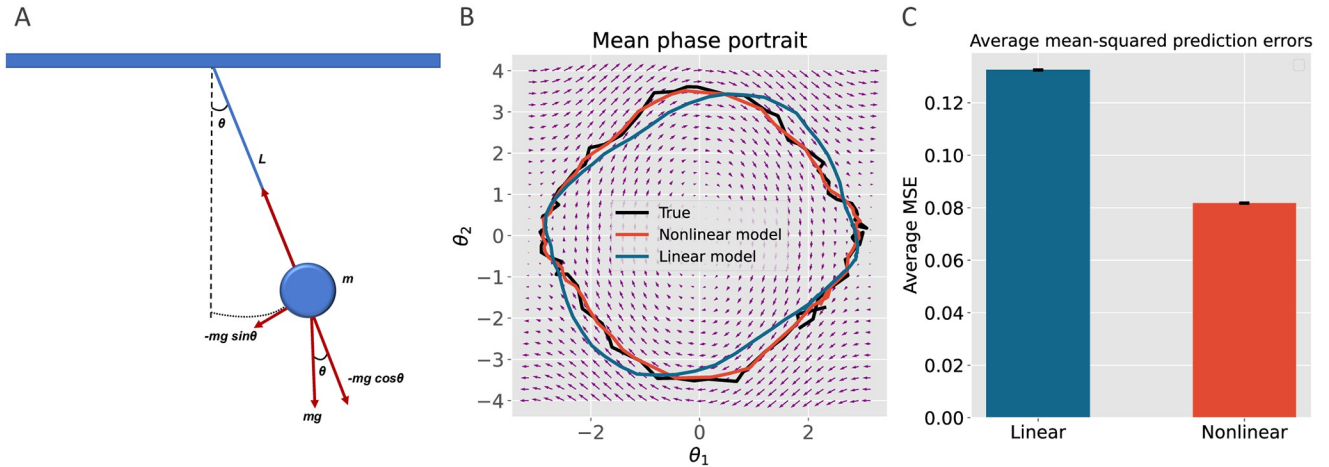 A
θ
L
m
-mg sinθ
θ
-mg cosθ
mg
B
Mean phase portrait
4
3
2
1
0
−1
−2
−3
−4
θ2
True
Nonlinear model
Linear model
−2
0
2
θ1
C
Average mean-squared prediction errors
0.12
0.10
0.08
0.06
0.04
0.02
0.00
Average MSE
Linear
Nonlinear